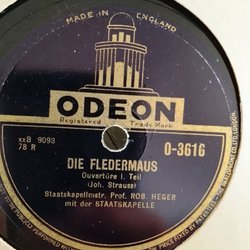 MADE IN ENGLAND
ODEON
Registered Trade Mark
xxB 9093
78 R
O-3616
DIE FLEDERMAUS
Ouvertüre I. Teil
(Joh. Strauss)
Staatskapellmstr. Prof. ROB. HEGER
mit der STAATSKAPELLE